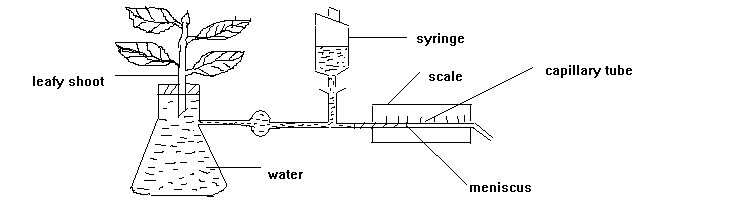 syringe
scale
capillary tube
leafy shoot
water
meniscus